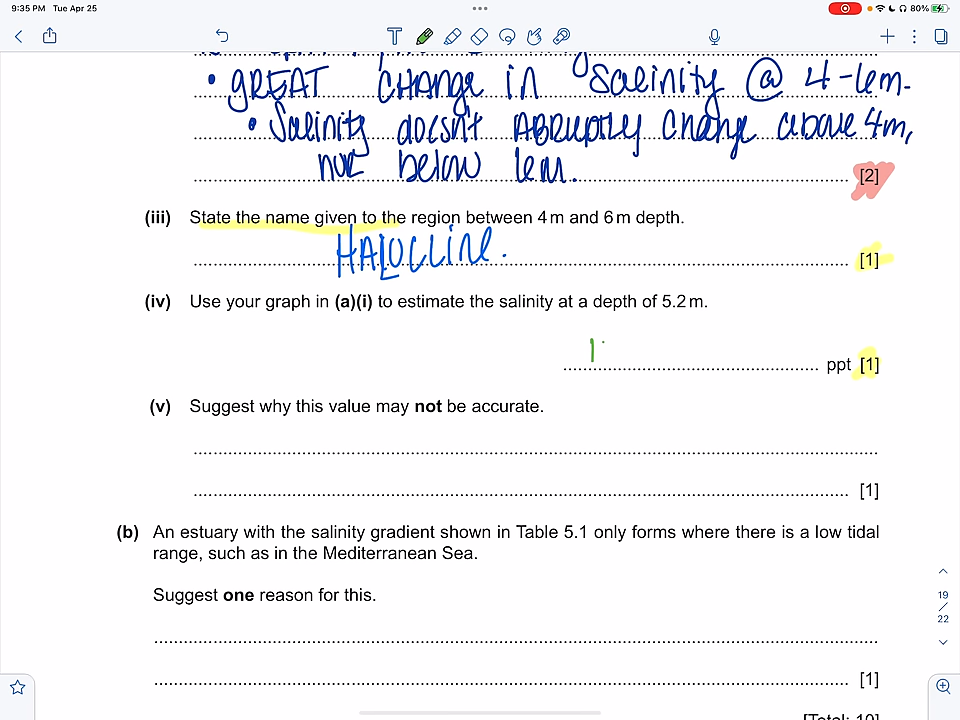 9:35 PM Tue Apr 25
80%
• GREAT CHANGE in Salinity @ 4-6m.
• Salinity doesn't ABRUPTLY change above 4m,
nor below 6m.
[2]
(iii) State the name given to the region between 4 m and 6 m depth.
HALOCLINE.
[1]
(iv) Use your graph in (a)(i) to estimate the salinity at a depth of 5.2 m.
ppt [1]
(v) Suggest why this value may not be accurate.
[1]
(b) An estuary with the salinity gradient shown in Table 5.1 only forms where there is a low tidal
range, such as in the Mediterranean Sea.
Suggest one reason for this.
[1]
[Total: 10]
19
/
22